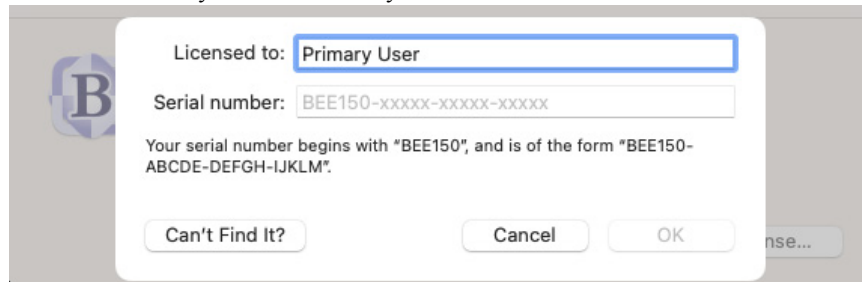 Licensed to: Primary User
B
Serial number: BEE150-xxxxx-xxxxx-xxxxx
Your serial number begins with “BEE150”, and is of the form “BEE150-
ABCDE-DEFGH-IJKLM”.
Can't Find It? Cancel OK
nse...